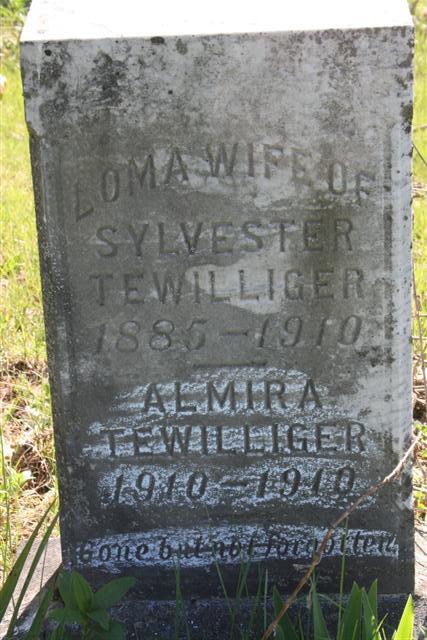 LOMA WIFE OF
SYLVESTER
TEWILLIGER
1885-1910
ALMIRA
TEWILLIGER
1910-1910
Gone but not forgotten